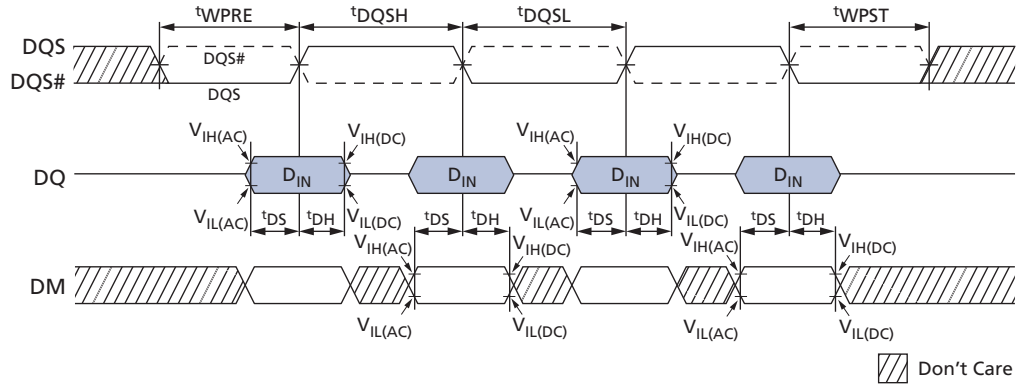 tWPRE tDQSH tDQSL tWPST
DQS
DQS#
DQS#
DQS
VIH(AC) VIH(DC) VIH(AC) VIH(DC)
DQ
DIN DIN DIN DIN
VIL(AC) tDS tDH VIL(DC) tDS tDH VIL(AC) tDS tDH VIL(DC) tDS tDH
VIH(AC) VIH(DC) VIH(AC) VIH(DC)
DM
VIL(AC) VIL(DC) VIL(AC) VIL(DC)
Don't Care